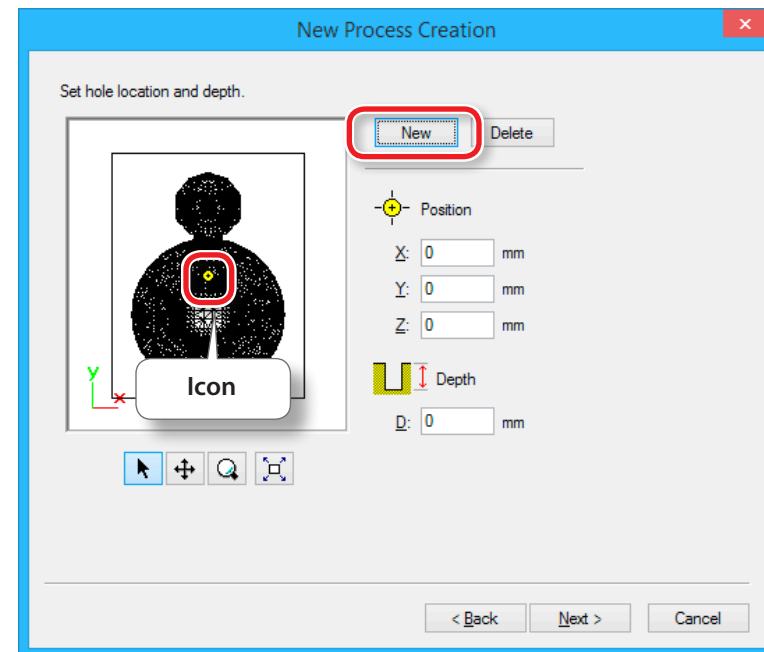 New Process Creation
Set hole location and depth.
New Delete
Position
X: 0 mm
Y: 0 mm
Z: 0 mm
Icon
y
x
Depth
D: 0 mm
< Back Next > Cancel